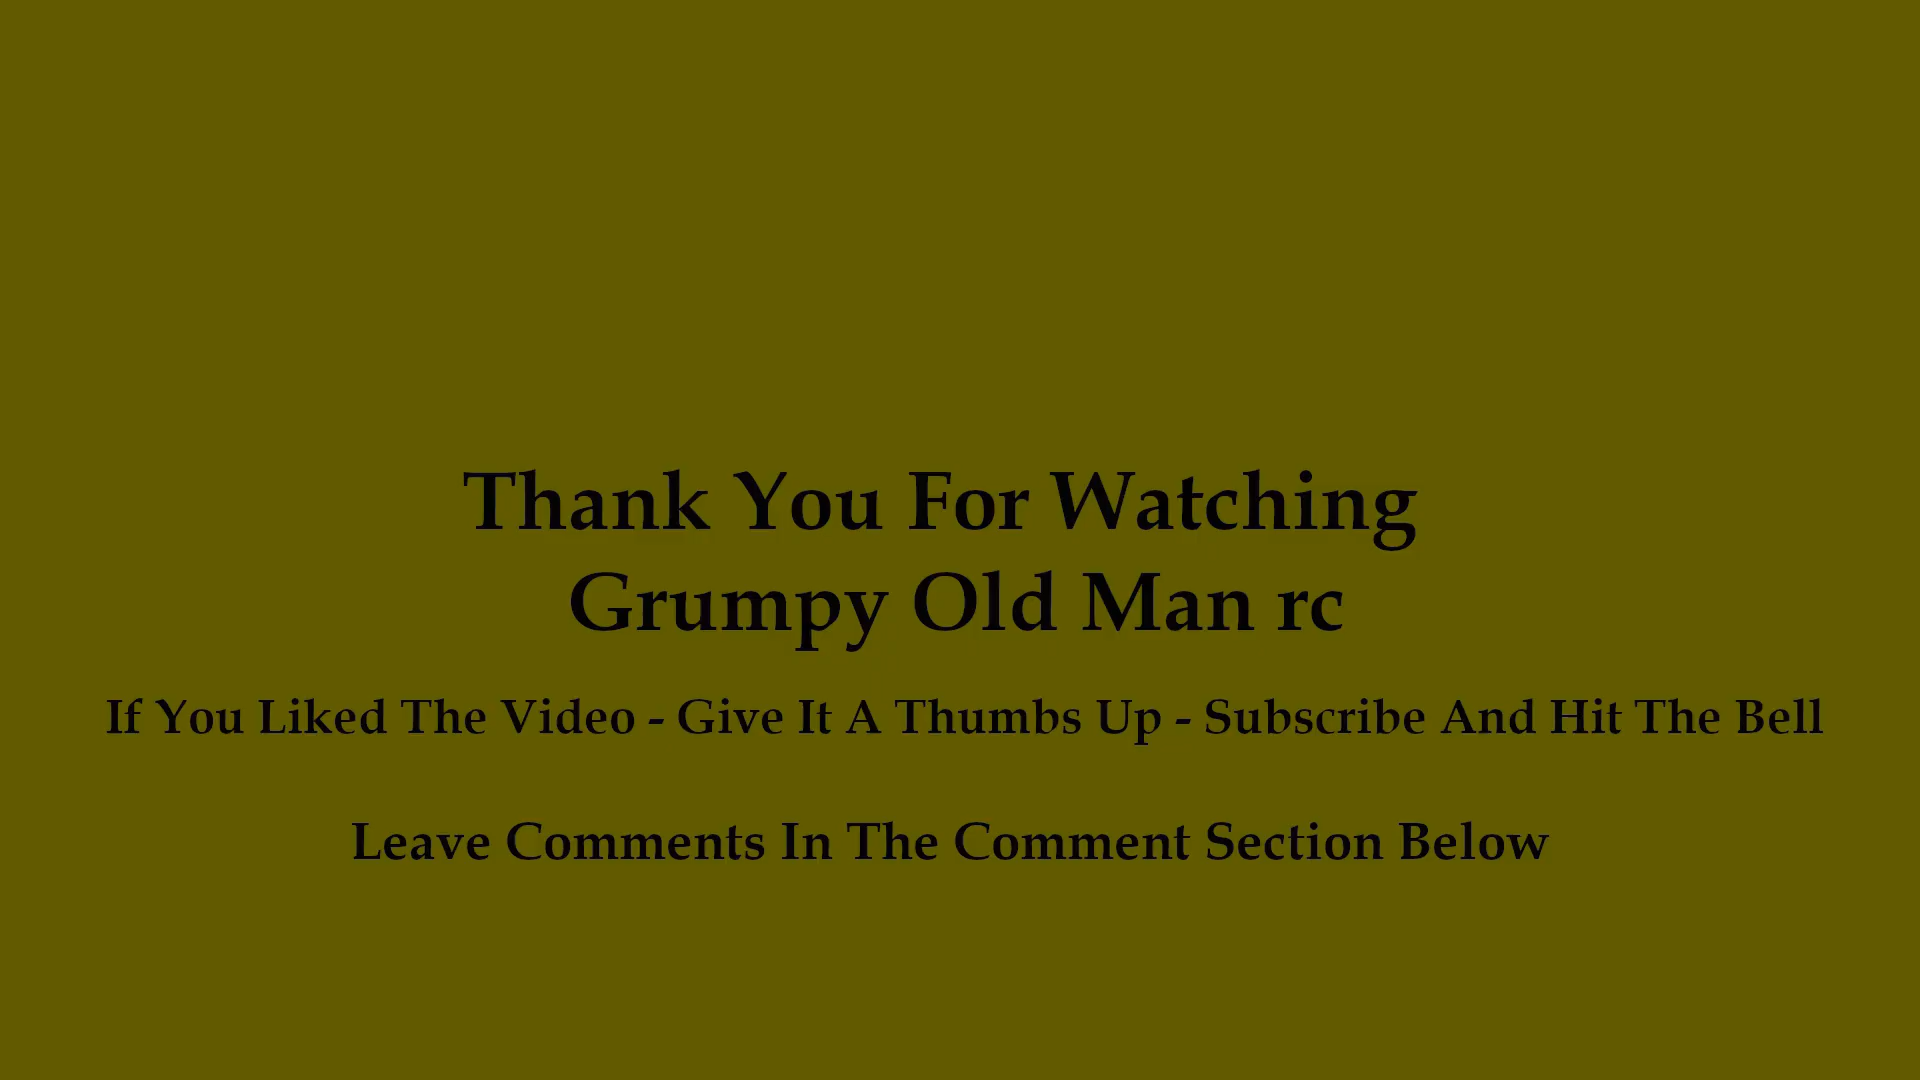 Thank You For Watching
Grumpy Old Man rc
If You Liked The Video - Give It A Thumbs Up - Subscribe And Hit The Bell
Leave Comments In The Comment Section Below